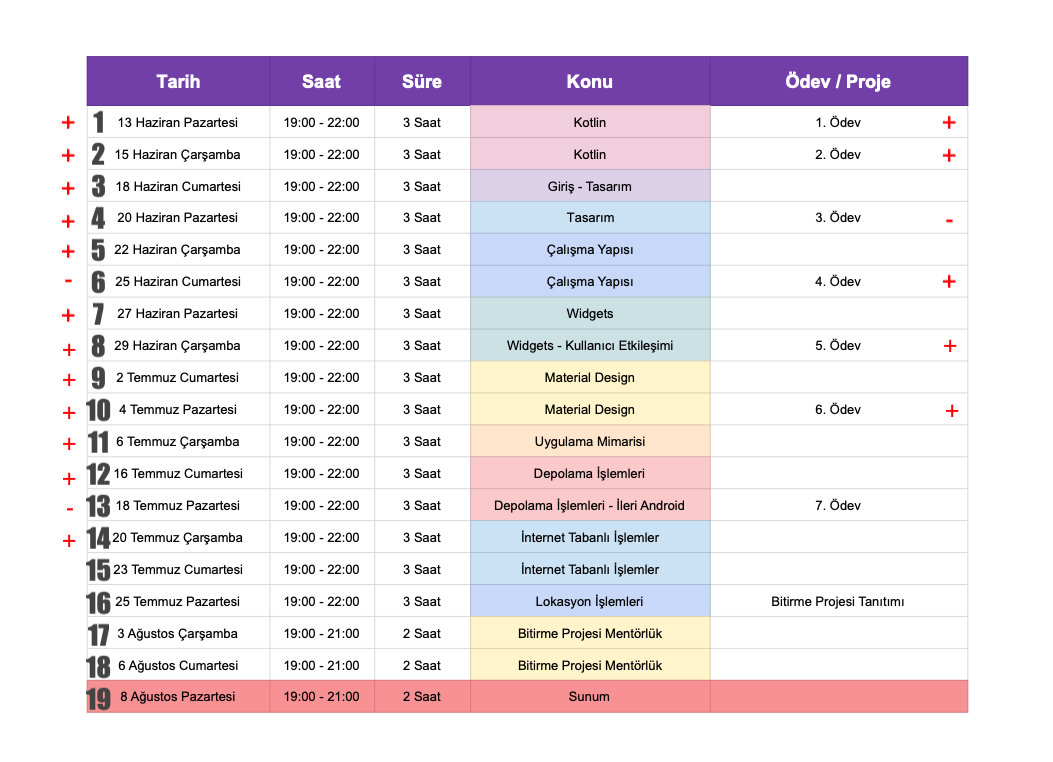 Tarih Saat Süre Konu Ödev / Proje
+ 1 13 Haziran Pazartesi 19:00 - 22:00 3 Saat Kotlin 1. Ödev +
+ 2 15 Haziran Çarşamba 19:00 - 22:00 3 Saat Kotlin 2. Ödev +
+ 3 18 Haziran Cumartesi 19:00 - 22:00 3 Saat Giriş - Tasarım
+ 4 20 Haziran Pazartesi 19:00 - 22:00 3 Saat Tasarım 3. Ödev -
+ 5 22 Haziran Çarşamba 19:00 - 22:00 3 Saat Çalışma Yapısı
- 6 25 Haziran Cumartesi 19:00 - 22:00 3 Saat Çalışma Yapısı 4. Ödev +
+ 7 27 Haziran Pazartesi 19:00 - 22:00 3 Saat Widgets
+ 8 29 Haziran Çarşamba 19:00 - 22:00 3 Saat Widgets - Kullanıcı Etkileşimi 5. Ödev +
+ 9 2 Temmuz Cumartesi 19:00 - 22:00 3 Saat Material Design
+ 10 4 Temmuz Pazartesi 19:00 - 22:00 3 Saat Material Design 6. Ödev +
+ 11 6 Temmuz Çarşamba 19:00 - 22:00 3 Saat Uygulama Mimarisi
+ 12 16 Temmuz Cumartesi 19:00 - 22:00 3 Saat Depolama İşlemleri
- 13 18 Temmuz Pazartesi 19:00 - 22:00 3 Saat Depolama İşlemleri - İleri Android 7. Ödev
+ 14 20 Temmuz Çarşamba 19:00 - 22:00 3 Saat İnternet Tabanlı İşlemler
15 23 Temmuz Cumartesi 19:00 - 22:00 3 Saat İnternet Tabanlı İşlemler
16 25 Temmuz Pazartesi 19:00 - 22:00 3 Saat Lokasyon İşlemleri Bitirme Projesi Tanıtımı
17 3 Ağustos Çarşamba 19:00 - 21:00 2 Saat Bitirme Projesi Mentörlük
18 6 Ağustos Cumartesi 19:00 - 21:00 2 Saat Bitirme Projesi Mentörlük
19 8 Ağustos Pazartesi 19:00 - 21:00 2 Saat Sunum